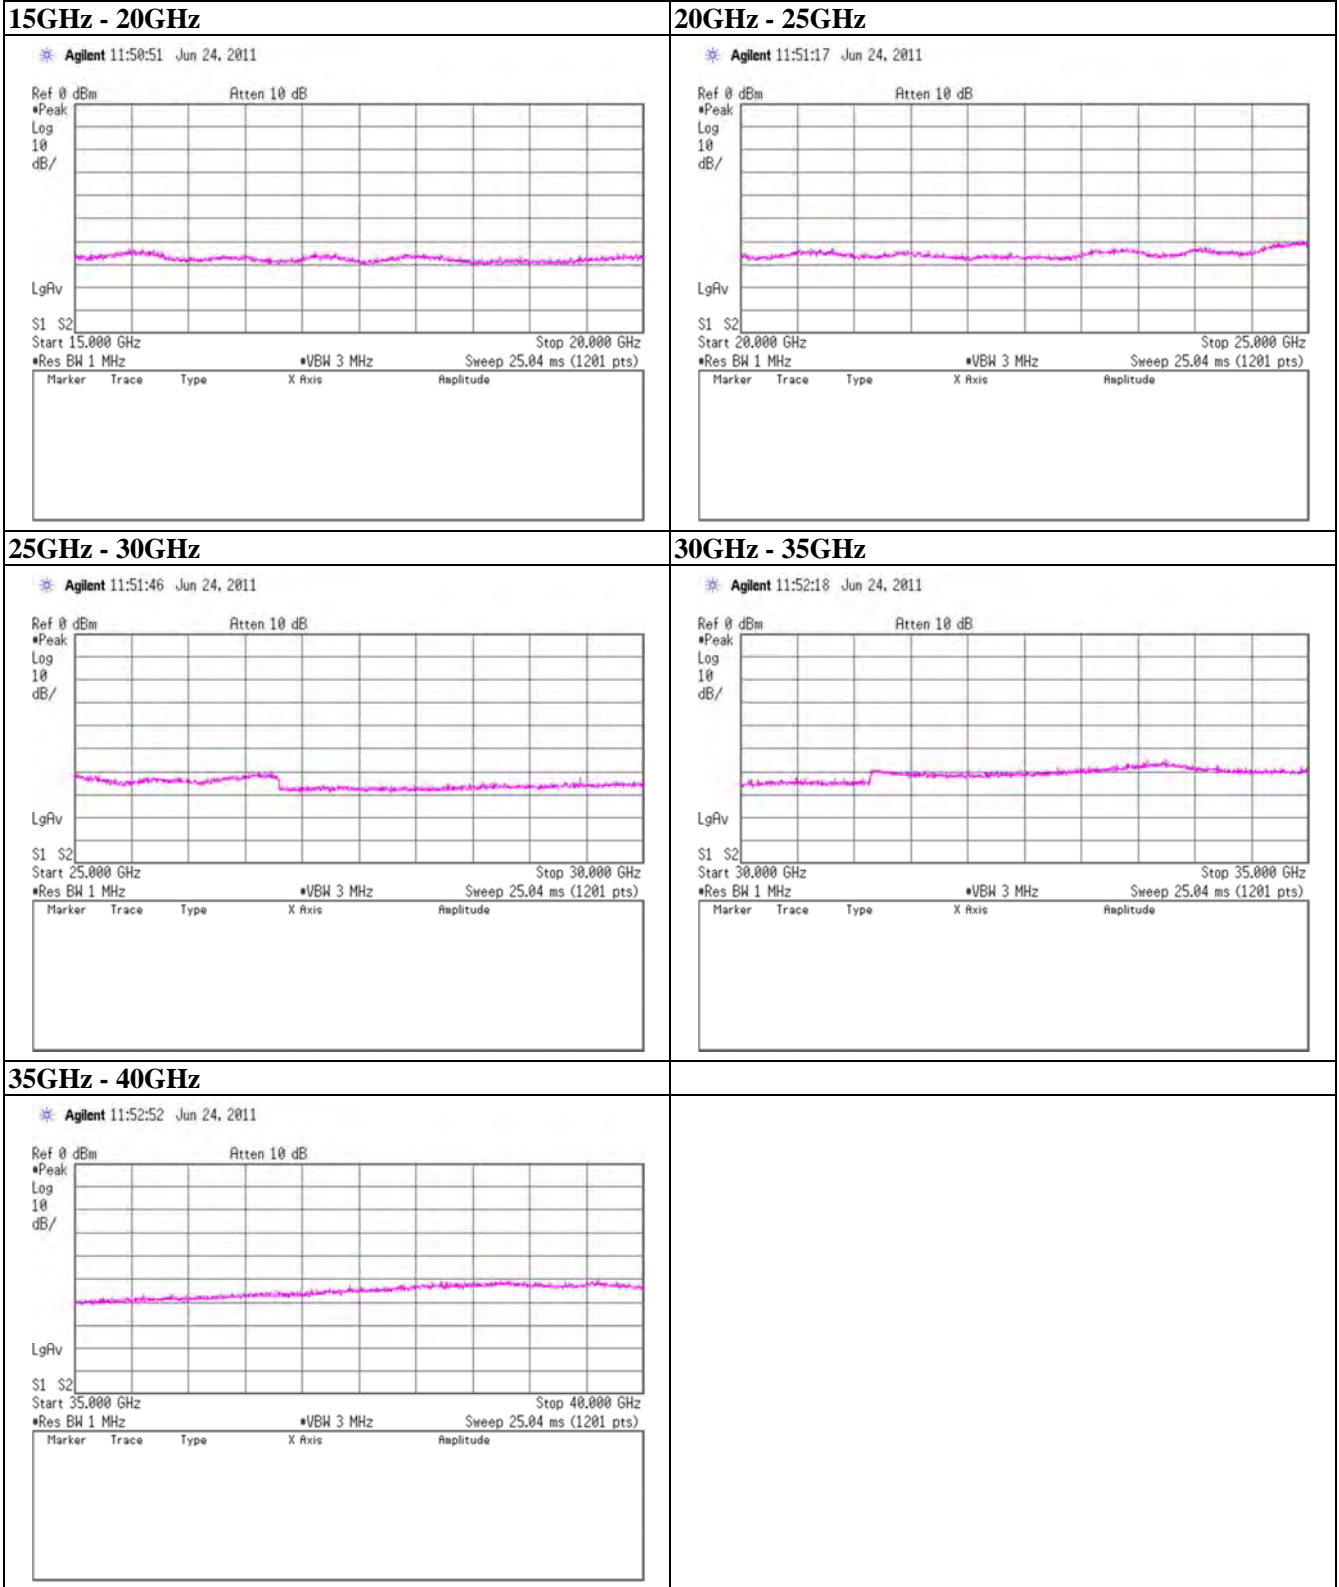 15GHz - 20GHz
Agilent 11:50:51 Jun 24, 2011
Ref 0 dBm Atten 10 dB
#Peak
Log
10
dB/
LgAv
S1 S2
Start 15.000 GHz Stop 20.000 GHz
#Res BW 1 MHz #VBW 3 MHz Sweep 25.04 ms (1201 pts)
Marker Trace Type X Axis Amplitude
20GHz - 25GHz
Agilent 11:51:17 Jun 24, 2011
Ref 0 dBm Atten 10 dB
#Peak
Log
10
dB/
LgAv
S1 S2
Start 20.000 GHz Stop 25.000 GHz
#Res BW 1 MHz #VBW 3 MHz Sweep 25.04 ms (1201 pts)
Marker Trace Type X Axis Amplitude
25GHz - 30GHz
Agilent 11:51:46 Jun 24, 2011
Ref 0 dBm Atten 10 dB
#Peak
Log
10
dB/
LgAv
S1 S2
Start 25.000 GHz Stop 30.000 GHz
#Res BW 1 MHz #VBW 3 MHz Sweep 25.04 ms (1201 pts)
Marker Trace Type X Axis Amplitude
30GHz - 35GHz
Agilent 11:52:18 Jun 24, 2011
Ref 0 dBm Atten 10 dB
#Peak
Log
10
dB/
LgAv
S1 S2
Start 30.000 GHz Stop 35.000 GHz
#Res BW 1 MHz #VBW 3 MHz Sweep 25.04 ms (1201 pts)
Marker Trace Type X Axis Amplitude
35GHz - 40GHz
Agilent 11:52:52 Jun 24, 2011
Ref 0 dBm Atten 10 dB
#Peak
Log
10
dB/
LgAv
S1 S2
Start 35.000 GHz Stop 40.000 GHz
#Res BW 1 MHz #VBW 3 MHz Sweep 25.04 ms (1201 pts)
Marker Trace Type X Axis Amplitude